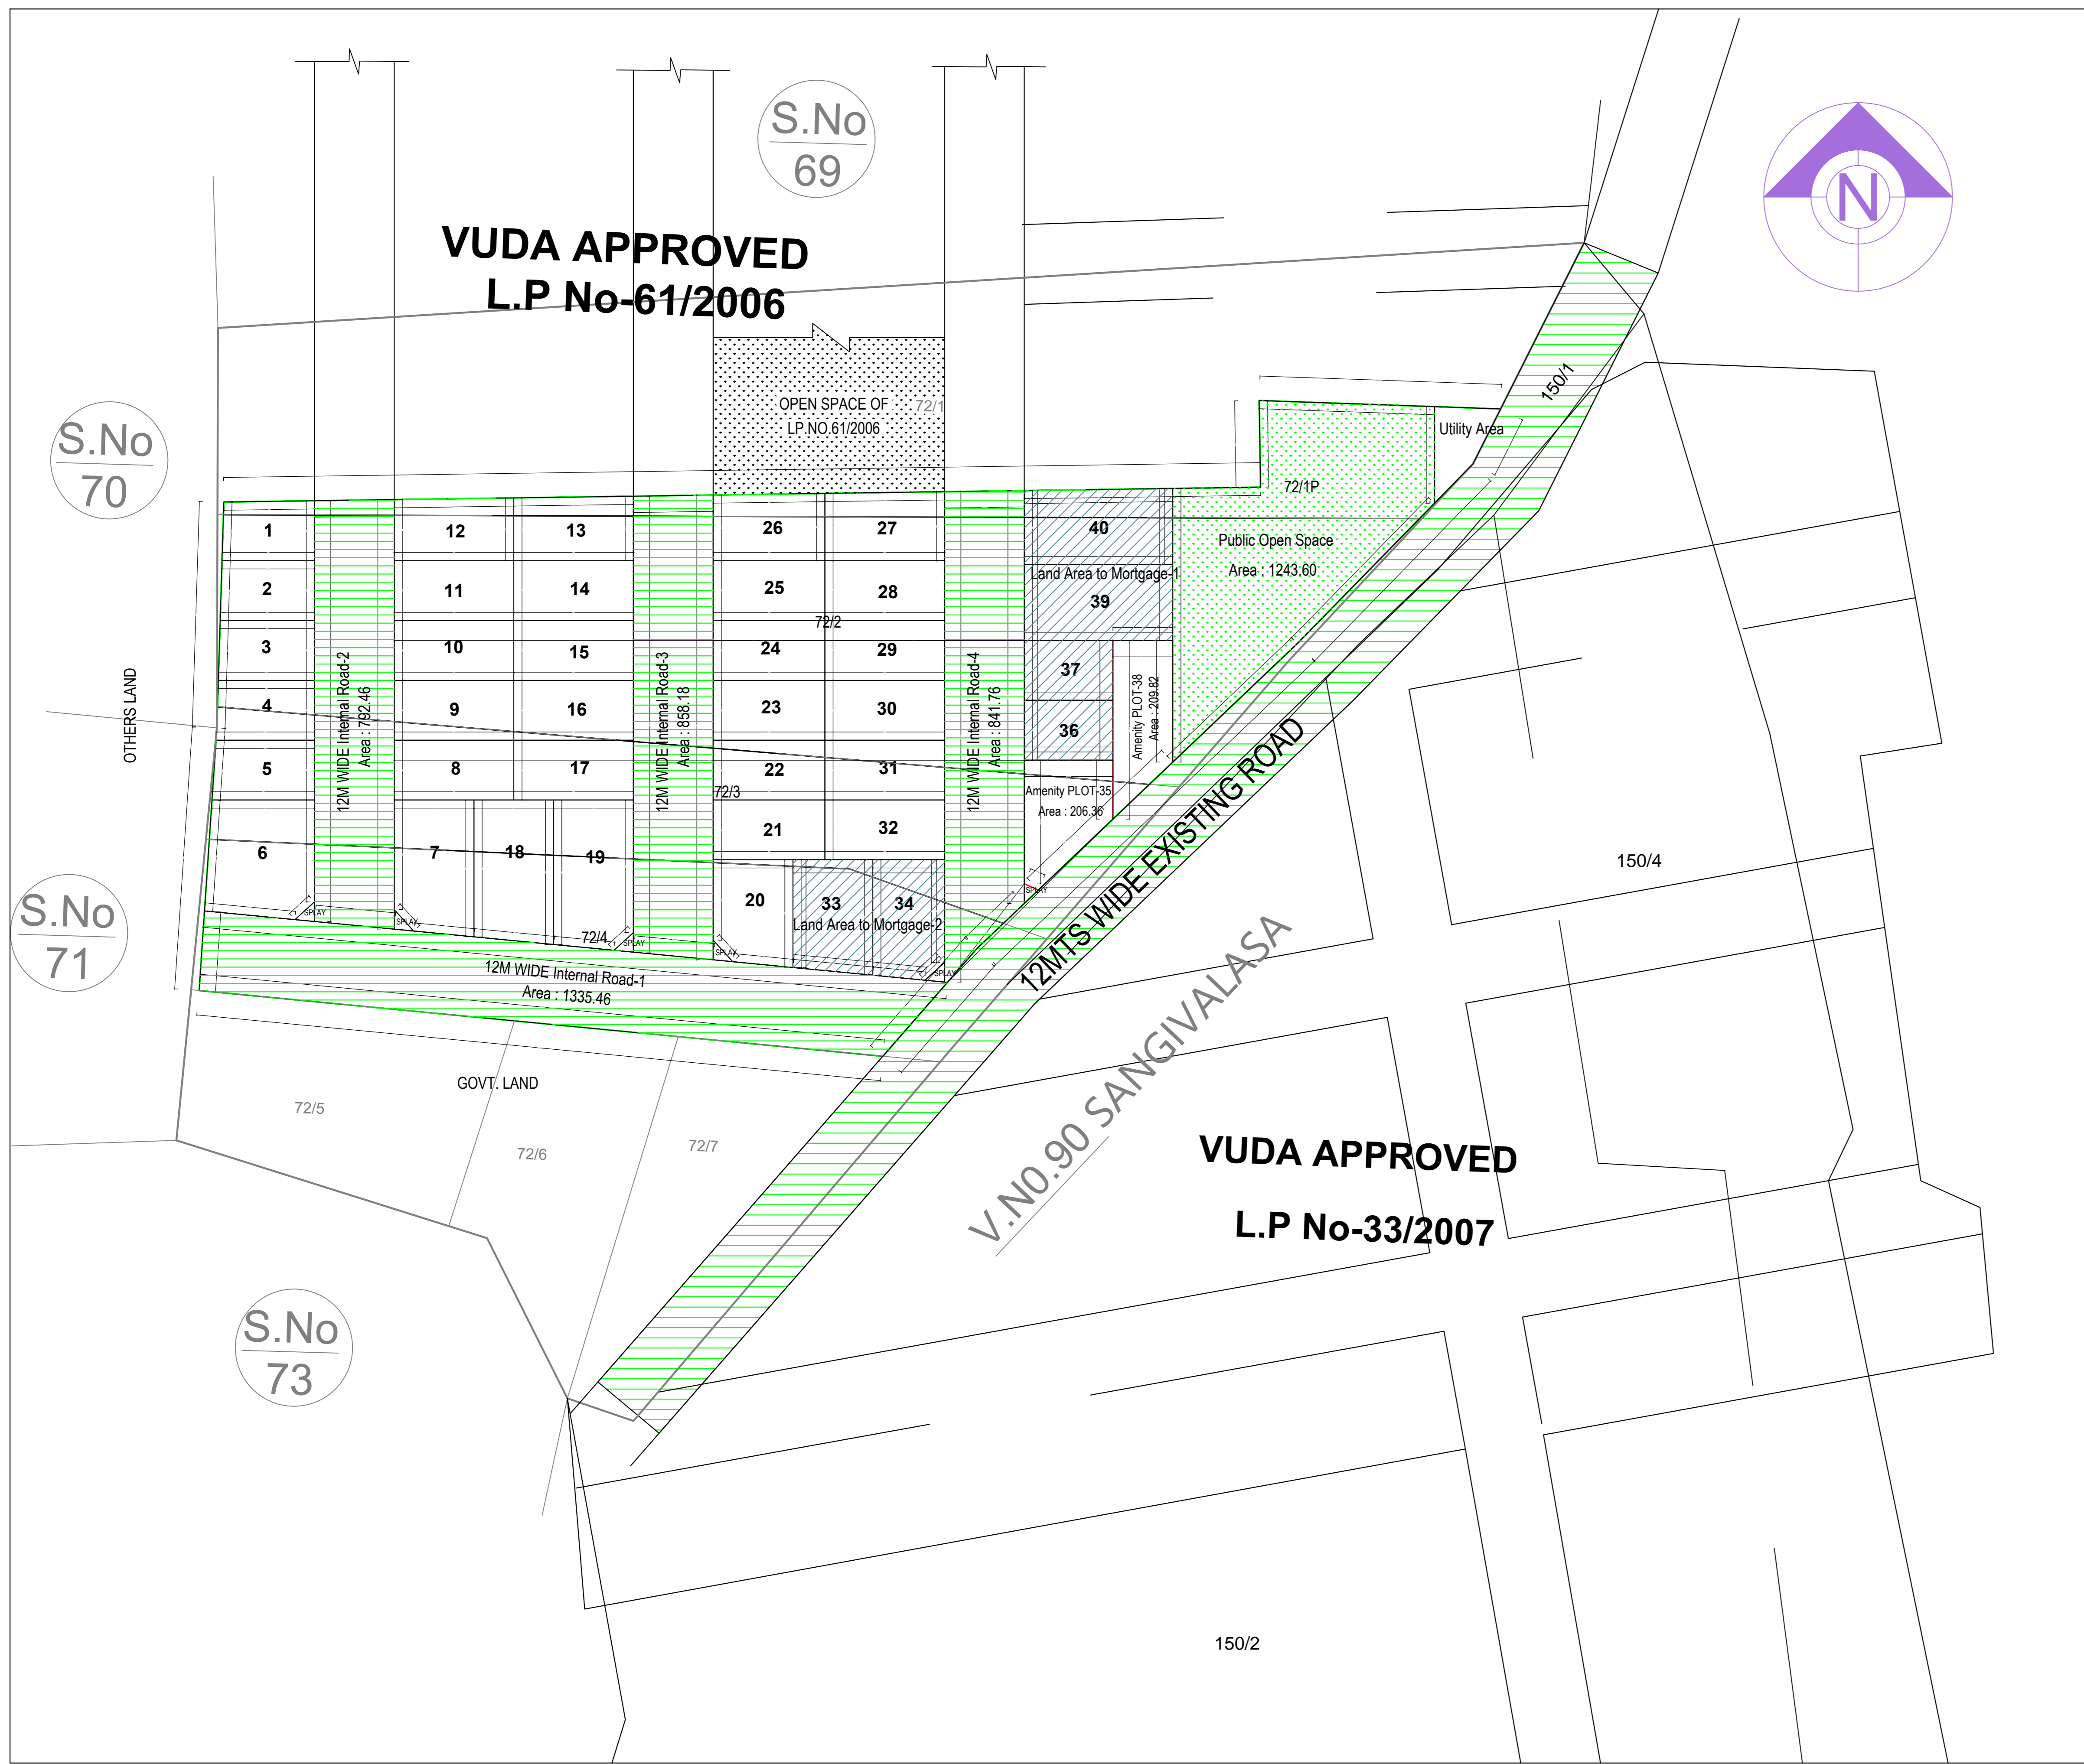 S.No
69
N
VUDA APPROVED
L.P No-61/2006
150/1
OPEN SPACE OF
72/1
LP.NO.61/2006
Utility Area
S.No
70
72/1P
1
12
13
26
27
40
Public Open Space
Area : 1243.60
Land Area to Mortgage-1
2
11
14
25
28
39
72/2
3
10
15
24
29
37
OTHERS LAND
12M WIDE Internal Road-2
Area : 792.46
12M WIDE Internal Road-3
Area : 858.18
12M WIDE Internal Road-4
Area : 841.76
Amenity PLOT-38
Area : 209.82
4
9
16
23
30
36
5
8
17
22
31
72/3
Amenity PLOT-35
Area : 206.36
12MTS WIDE EXISTING ROAD
21
32
6
7
18
19
150/4
SPLAY
20
33
34
Land Area to Mortgage-2
SPLAY
SPLAY
72/4
SPLAY
SPLAY
SPLAY
S.No
71
12M WIDE Internal Road-1
Area : 1335.46
V.N0.90 SANGIVALASA
GOVT. LAND
72/5
72/6
72/7
VUDA APPROVED
L.P No-33/2007
S.No
73
150/2